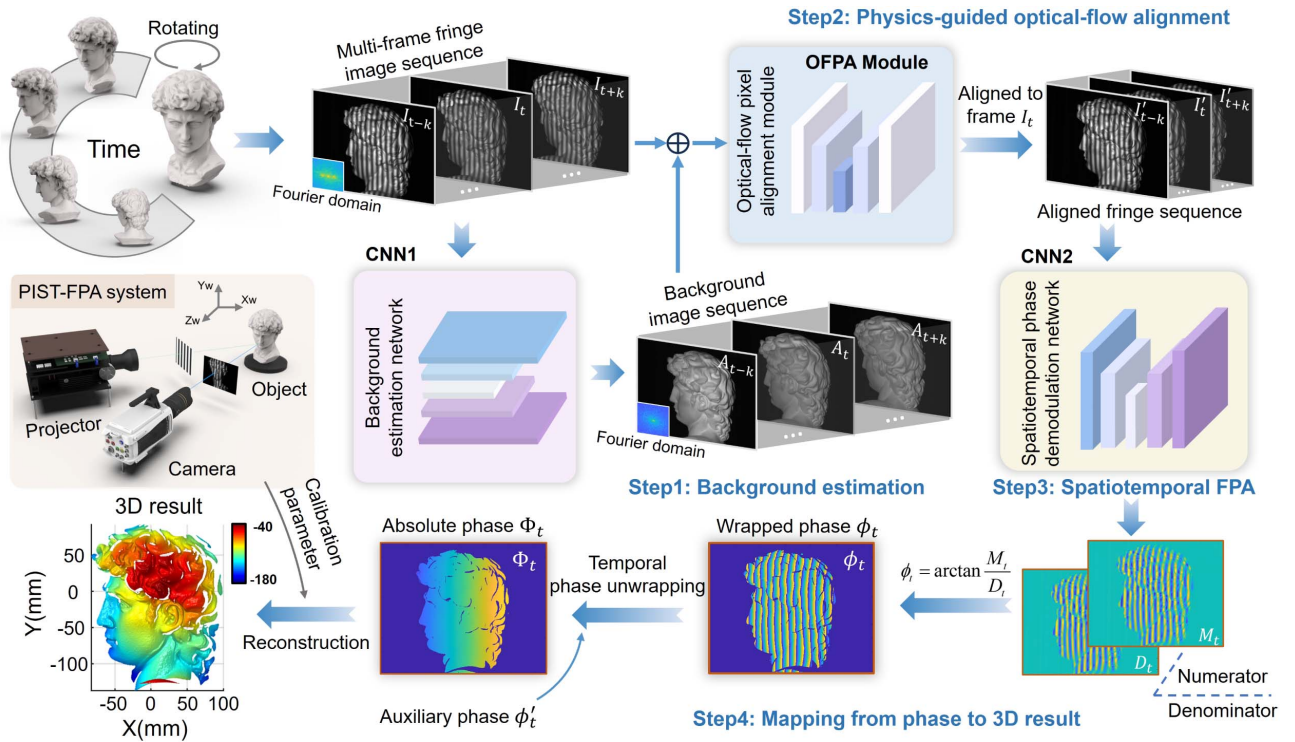 Step2: Physics-guided optical-flow alignment
Rotating
Time
Multi-frame fringe
image sequence
I_{t-k}
I_t
I_{t+k}
Fourier domain
OFPA Module
Optical-flow pixel
alignment module
Aligned to
frame I_t
I'_{t-k}
I'_t
I'_{t+k}
Aligned fringe sequence
CNN1
Background
estimation network
Background
image sequence
A_{t-k}
A_t
A_{t+k}
Fourier domain
Step1: Background estimation
CNN2
Spatiotemporal phase
demodulation network
Step3: Spatiotemporal FPA
PIST-FPA system
Yw
Xw
Zw
Object
Projector
Camera
Calibration
parameter
3D result
-40
-180
Y(mm)
50
0
-50
-100
-50
0
50
100
X(mm)
Reconstruction
Absolute phase Φ_t
Φ_t
Auxiliary phase ϕ'_t
Temporal
phase unwrapping
Wrapped phase ϕ_t
ϕ_t
ϕ_t = arctan M_t / D_t
M_t
D_t
Numerator
Denominator
Step4: Mapping from phase to 3D result